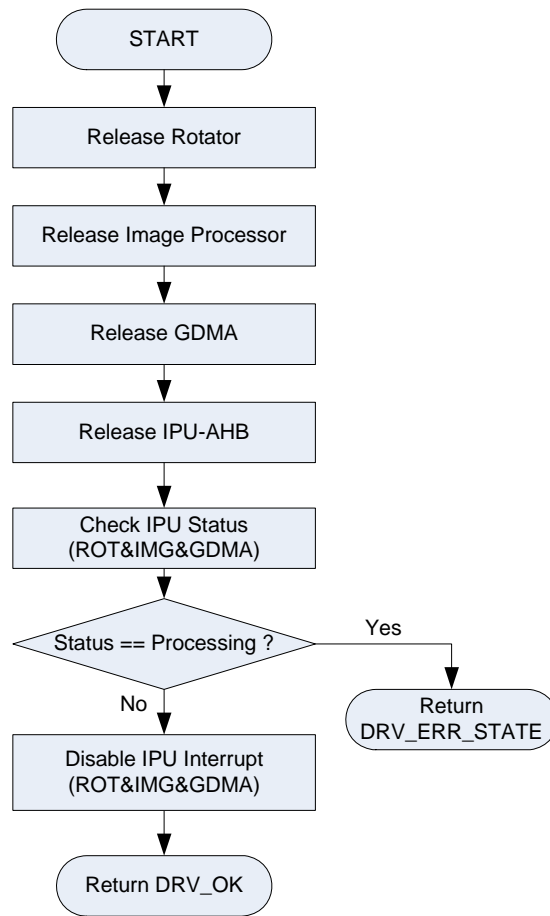 START
Release Rotator
Release Image Processor
Release GDMA
Release IPU-AHB
Check IPU Status
(ROT&IMG&GDMA)
Status == Processing ?
Yes
Return
DRV_ERR_STATE
No
Disable IPU Interrupt
(ROT&IMG&GDMA)
Return DRV_OK